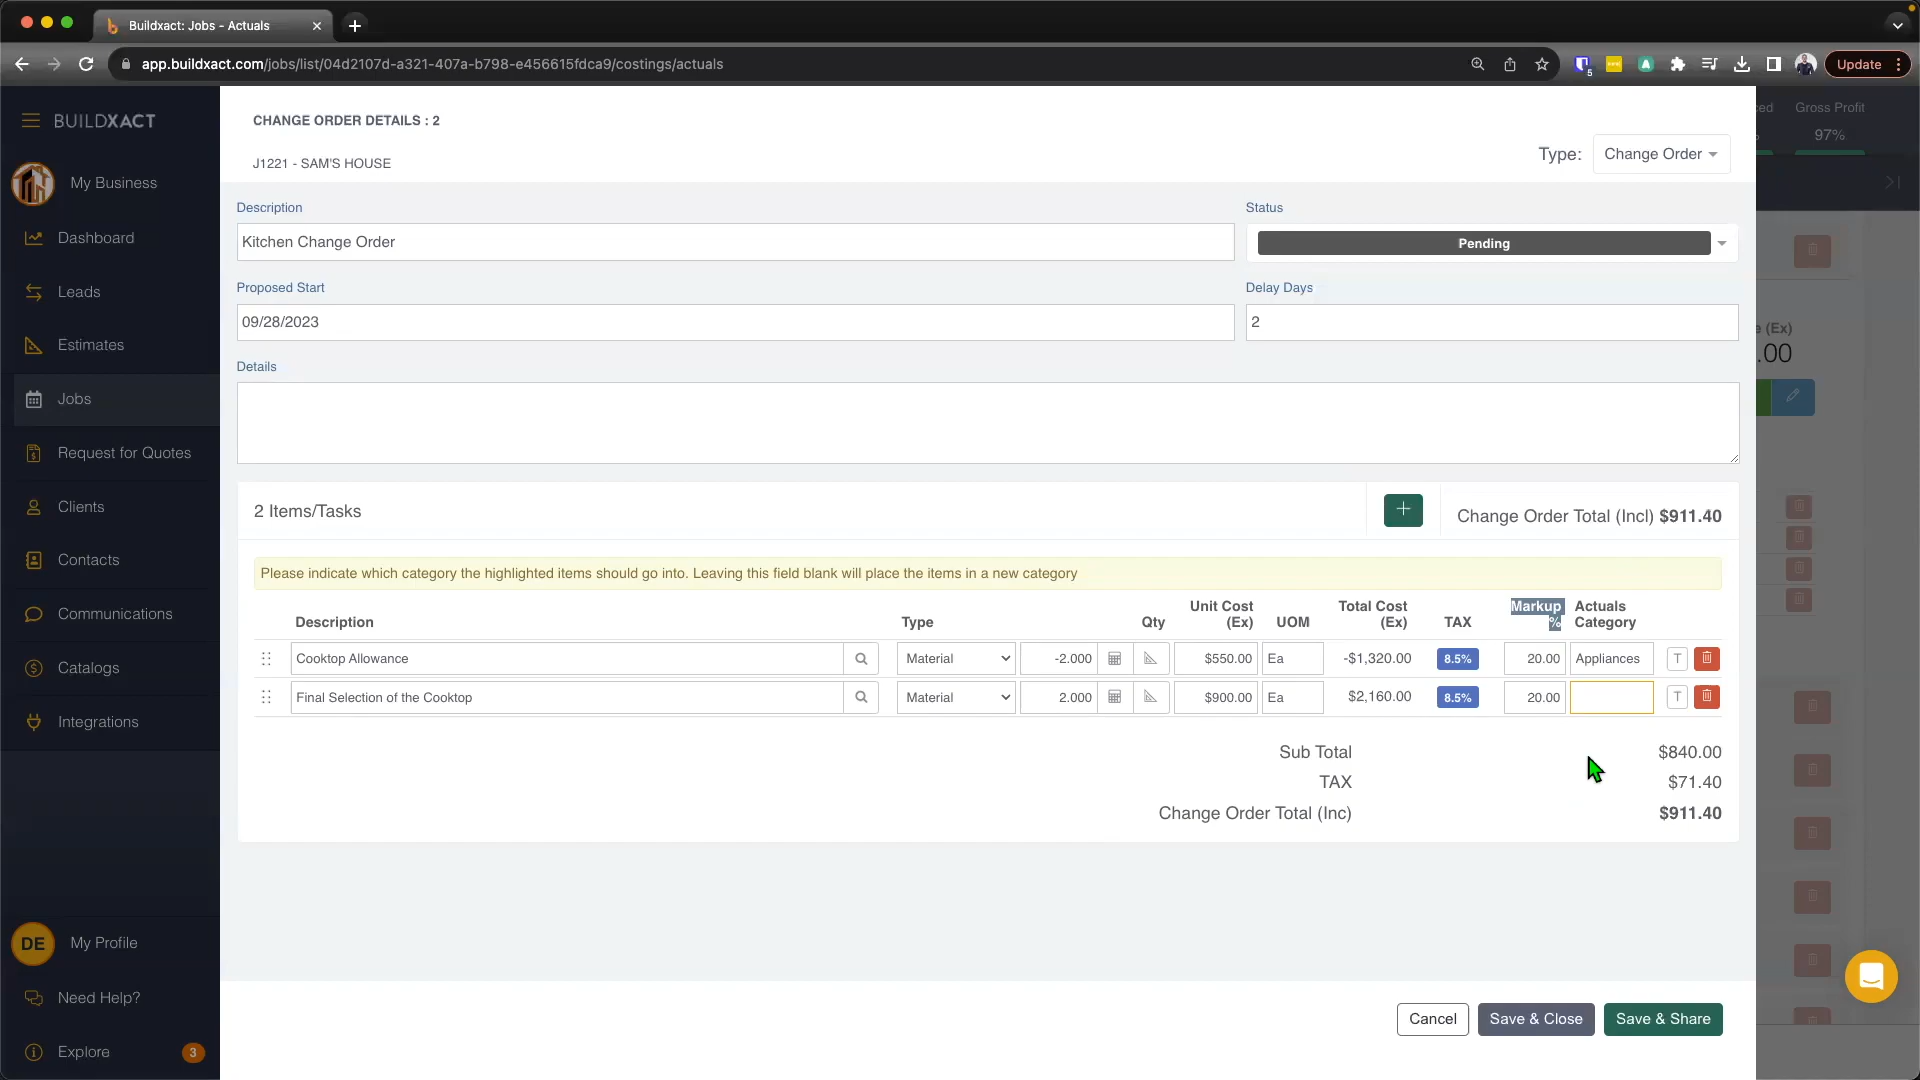 Buildxact: Jobs - Actuals
app.buildxact.com/jobs/list/04d2107d-a321-407a-b798-e456615fdca9/costings/actuals
5
Update
BUILDXACT
My Business
Dashboard
Leads
Estimates
Jobs
Request for Quotes
Clients
Contacts
Communications
Catalogs
Integrations
DE
My Profile
Need Help?
Explore
3
CHANGE ORDER DETAILS : 2
J1221 - SAM'S HOUSE
Type: Change Order
Gross Profit
97%
Description
Kitchen Change Order
Status
Pending
Proposed Start
09/28/2023
Delay Days
2
Details
(Ex)
.00
2 Items/Tasks
Change Order Total (Incl) $911.40
Please indicate which category the highlighted items should go into. Leaving this field blank will place the items in a new category
Description Type Qty Unit Cost (Ex) UOM Total Cost (Ex) TAX Markup % Actuals Category
Cooktop Allowance Material -2.000 $550.00 Ea -$1,320.00 8.5% 20.00 Appliances T
Final Selection of the Cooktop Material 2.000 $900.00 Ea $2,160.00 8.5% 20.00 T
Sub Total $840.00
TAX $71.40
Change Order Total (Inc) $911.40
Cancel
Save & Close
Save & Share